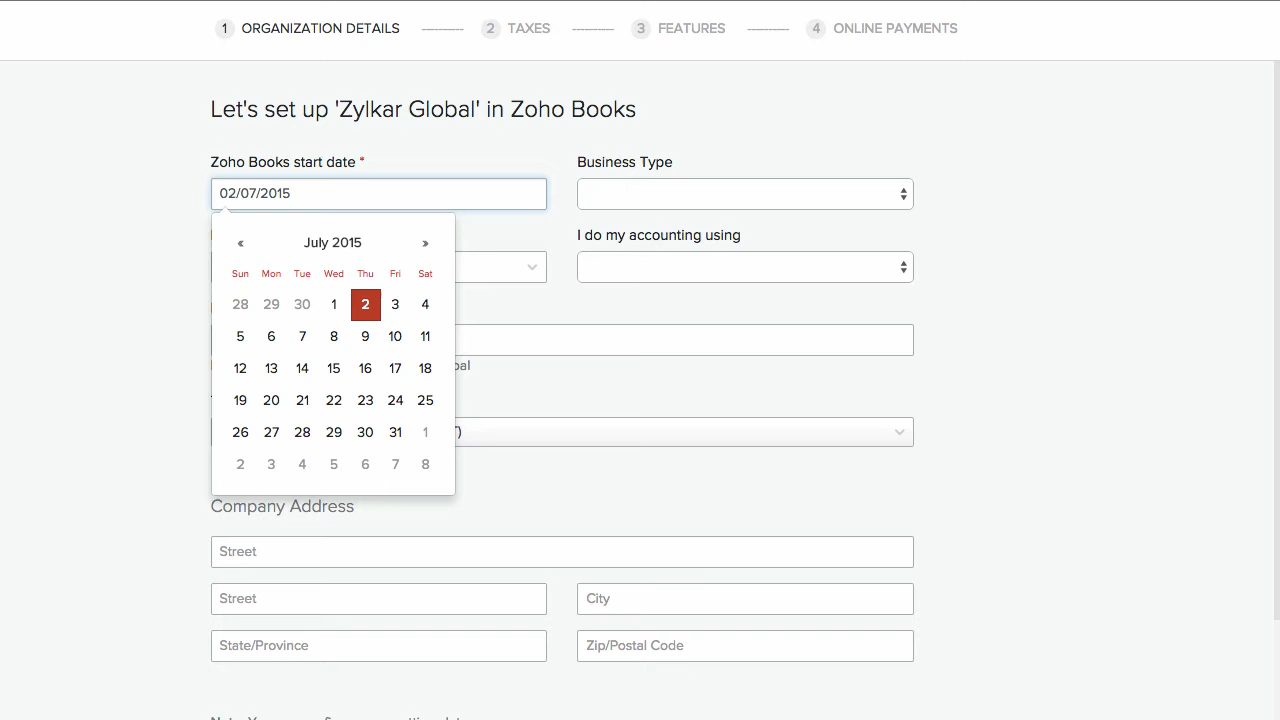 1 ORGANIZATION DETAILS ---------- 2 TAXES ---------- 3 FEATURES ---------- 4 ONLINE PAYMENTS
Let's set up 'Zylkar Global' in Zoho Books
Zoho Books start date * Business Type
02/07/2015
I do my accounting using
« July 2015 »
Sun Mon Tue Wed Thu Fri Sat
28 29 30 1 2 3 4
5 6 7 8 9 10 11
12 13 14 15 16 17 18
19 20 21 22 23 24 25
26 27 28 29 30 31 1
2 3 4 5 6 7 8
Company Address
Street
Street City
State/Province Zip/Postal Code